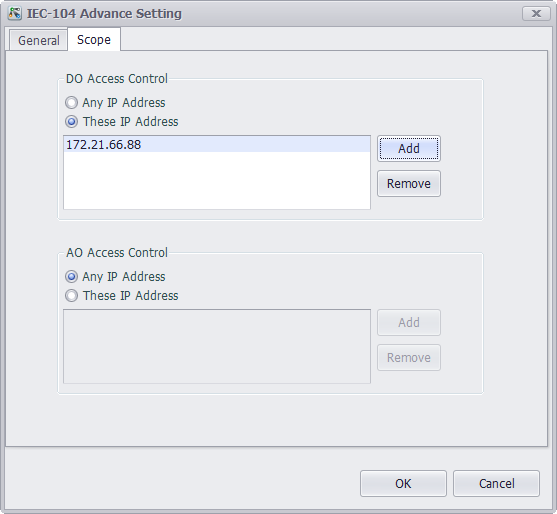 IEC-104 Advance Setting
General
Scope
DO Access Control
Any IP Address
These IP Address
172.21.66.88
Add
Remove
AO Access Control
Any IP Address
These IP Address
Add
Remove
OK
Cancel